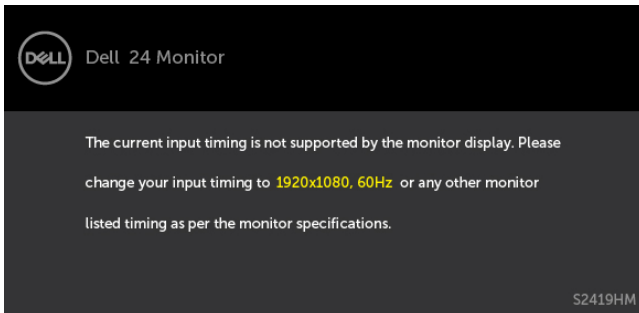 DELL
Dell 24 Monitor
The current input timing is not supported by the monitor display. Please
change your input timing to 1920x1080, 60Hz or any other monitor
listed timing as per the monitor specifications.
S2419HM